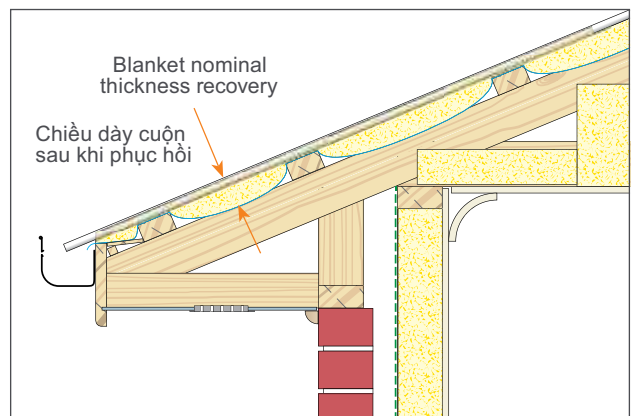 Blanket nominal
thickness recovery
Chiều dày cuộn
sau khi phục hồi